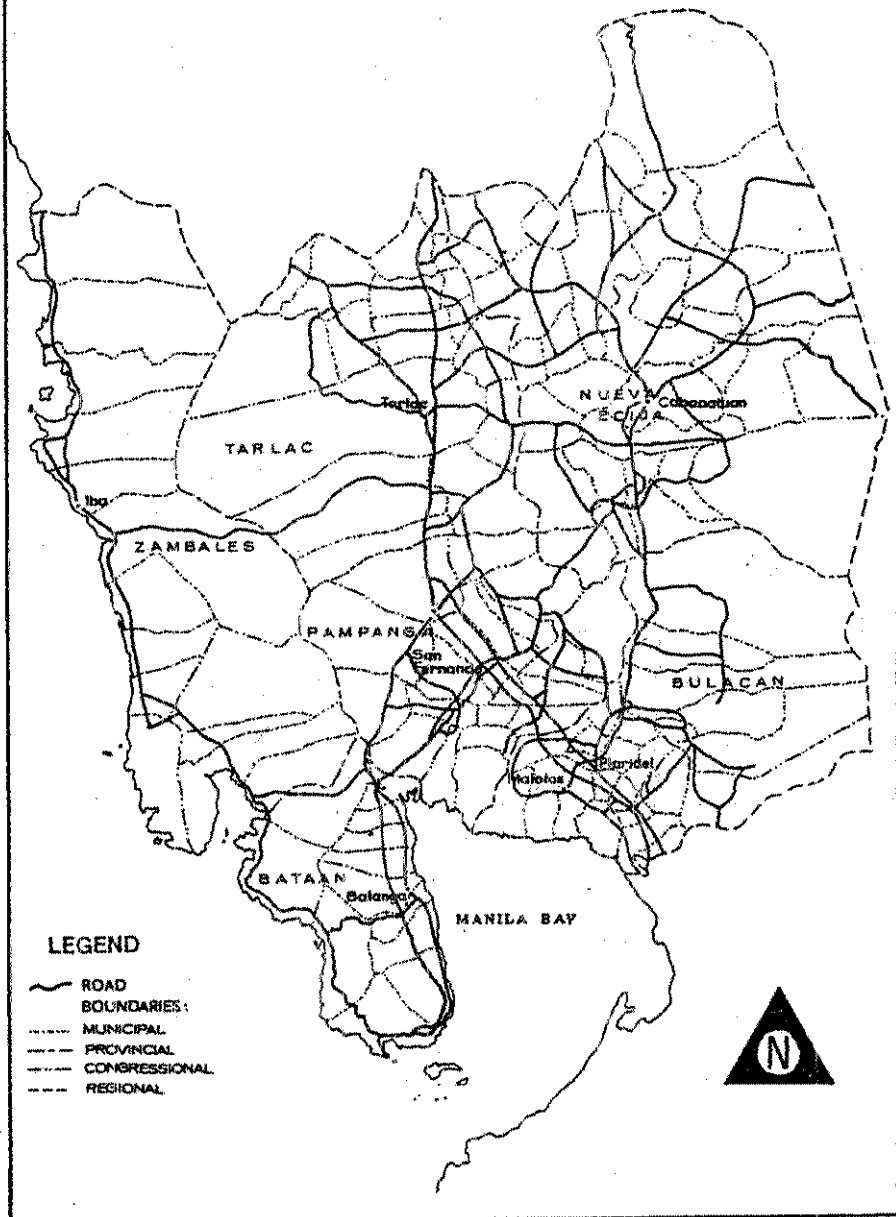 NUEVA
ECIJA
Cabanatuan
Tarlac
TARLAC
Iba
ZAMBALES
PAMPANGA
San
Fernando
BULACAN
Plaridel
Malolos
BATAAN
Balanga
MANILA BAY
LEGEND
ROAD
BOUNDARIES:
MUNICIPAL
PROVINCIAL
CONGRESSIONAL
REGIONAL
N